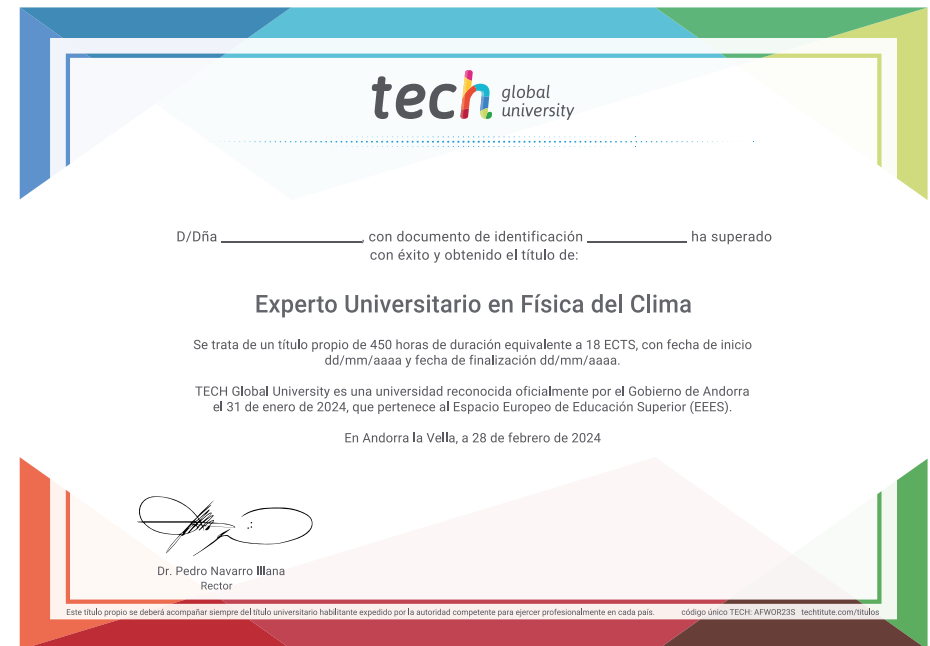 tech global university
D/Dña ______________, con documento de identificación __________ ha superado
con éxito y obtenido el título de:
Experto Universitario en Física del Clima
Se trata de un título propio de 450 horas de duración equivalente a 18 ECTS, con fecha de inicio
dd/mm/aaaa y fecha de finalización dd/mm/aaaa.
TECH Global University es una universidad reconocida oficialmente por el Gobierno de Andorra
el 31 de enero de 2024, que pertenece al Espacio Europeo de Educación Superior (EEES).
En Andorra la Vella, a 28 de febrero de 2024
Dr. Pedro Navarro Illana
Rector
Este título propio se deberá acompañar siempre del título universitario habilitante expedido por la autoridad competente para ejercer profesionalmente en cada país. código único TECH: AFWOR23S techtitute.com/titulos